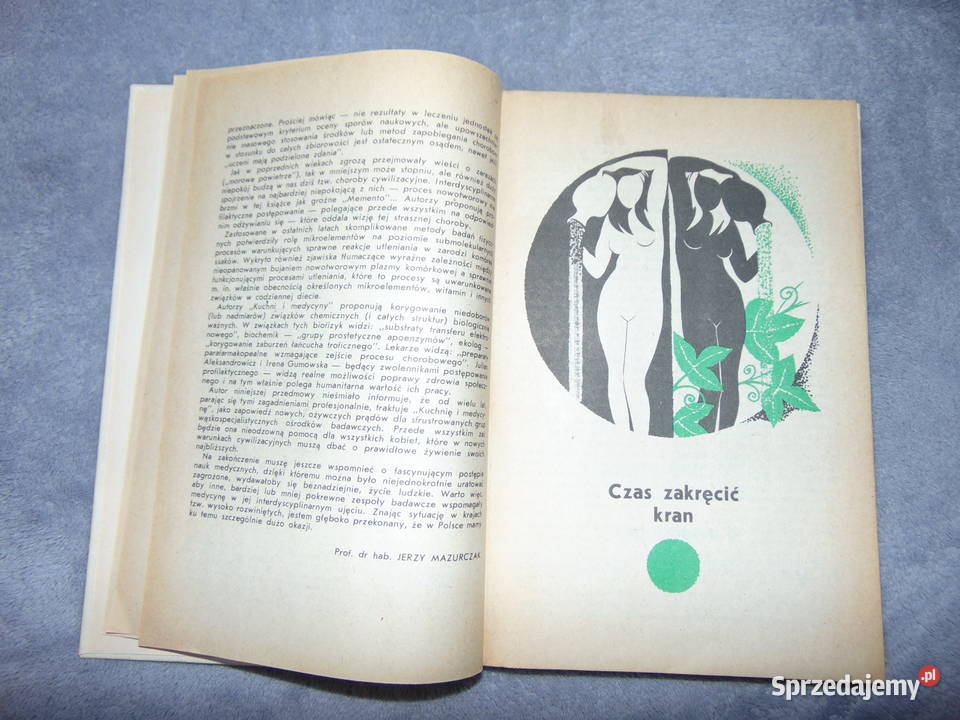 przeznaczone. Prościej mówiąc — nie rezultaty w leczeniu jednostek są
podstawowym kryterium oceny sporów naukowych, ale upowszechnie-
nie masowego stosowania środków lub metod zapobiegania chorobom
w stosunku do całych zbiorowości jest ostatecznym osądem, nawet jeśli
„uczeni mają podzielone zdania".
Jak w poprzednich wiekach zgrozą przejmowały wieści o zarazach
(„morowe powietrze"), tak w mniejszym może stopniu, ale również duży
niepokój budzą w nas dziś tzw. choroby cywilizacyjne. Interdyscyplinarne
spojrzenie na najbardziej niepokojącą z nich — proces nowotworowy
brzmi w tej książce jak groźne „Memento"... Autorzy proponują pro-
filaktyczne postępowanie — polegające przede wszystkim na odpowied-
nim odżywianiu się — które oddala wizję tej strasznej choroby.
Zastosowane w ostatnich latach skomplikowane metody badań fizycz-
nych potwierdziły rolę mikroelementów na poziomie submolekularnym
procesów warunkujących sprawne reakcje utleniania w zarodzi komórek
ssaków. Wykryto również zjawiska tłumaczące wyraźne zależności między
nieopanowanym bujaniem nowotworowym plazmy komórkowej a sprawnie
funkcjonującymi procesami utleniania, które to procesy są uwarunkowane
m. in. właśnie obecnością określonych mikroelementów, witamin i innych
związków w codziennej diecie.
Autorzy „Kuchni i medycyny" proponują korygowanie niedoborów
(lub nadmiarów) związków chemicznych (i całych struktur) biologicznie
ważnych. W związkach tych biofizyk widzi: „substraty transferu elektro-
nowego", biochemik — „grupy prostetyczne apoenzymów", ekolog —
„korygowanie zaburzeń łańcucha troficznego". Lekarze widzą: „preparaty
parafarmakopealne wzmagające zejście procesu chorobowego". Julian
Aleksandrowicz i Irena Gumowska — będący zwolennikami postępowania
profilaktycznego — widzą realne możliwości poprawy zdrowia społecz-
nego i na tym właśnie polega humanitarna wartość ich pracy.
Autor niniejszej przedmowy nieśmiało informuje, że od wielu lat,
parając się tymi zagadnieniami profesjonalnie, traktuje „Kuchnię i medycy-
nę", jako zapowiedź nowych, ożywczych prądów dla sfrustrowanych grup
wąskospecjalistycznych ośrodków badawczych. Przede wszystkim zaś
będzie ona nieodzowną pomocą dla wszystkich kobiet, które w nowych
warunkach cywilizacyjnych muszą dbać o prawidłowe żywienie swoich
najbliższych.
Na zakończenie muszę jeszcze wspomnieć o fascynującym postępie
nauk medycznych, dzięki któremu można było niejednokrotnie uratować
zagrożone, wydawałoby się beznadziejnie, życie ludzkie. Warto więc,
aby inne, bardziej lub mniej pokrewne zespoły badawcze wspomagały
medycynę w jej interdyscyplinarnym ujęciu. Znając sytuację w krajach
tzw. wysoko rozwiniętych, jestem głęboko przekonany, że w Polsce mamy
ku temu szczególnie dużo okazji.
Prof. dr hab. JERZY MAZURCZAK
Czas zakręcić
kran
Sprzedajemy.pl